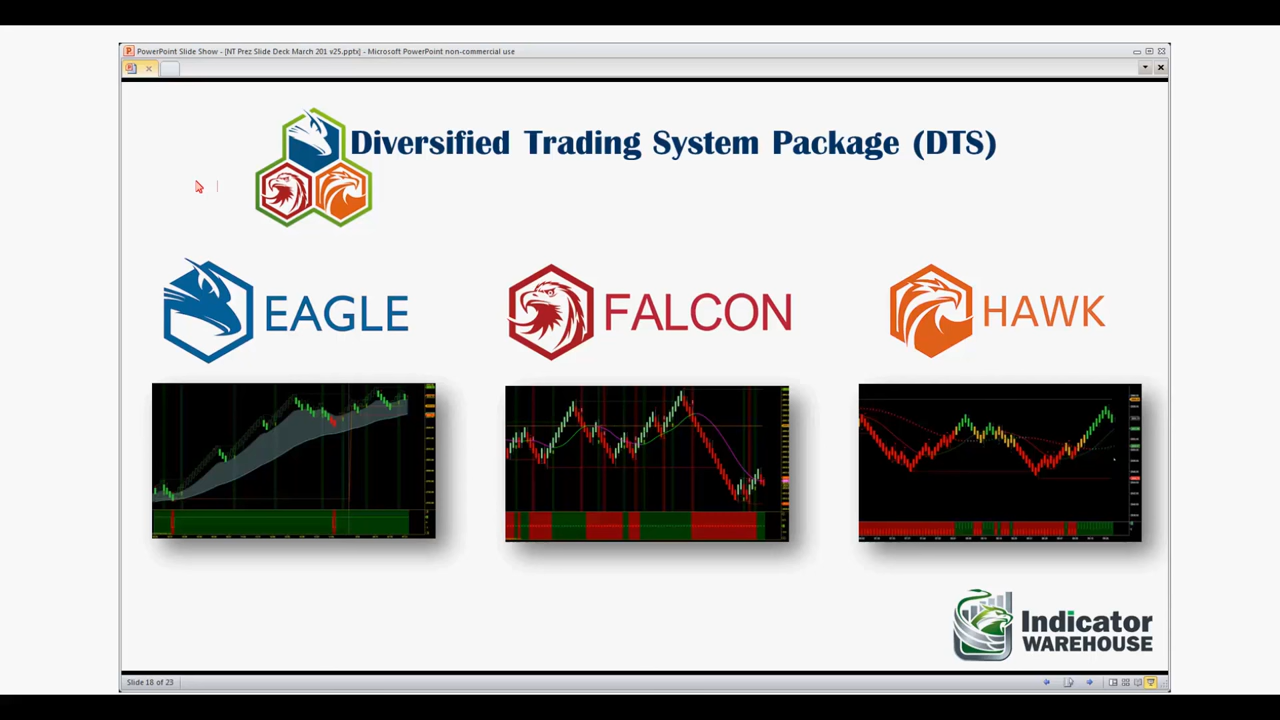 PowerPoint Slide Show - [NT Prez Slide Deck March 201 v25.pptx] - Microsoft PowerPoint non-commercial use
Diversified Trading System Package (DTS)
EAGLE
FALCON
HAWK
Indicator
WAREHOUSE
Slide 18 of 23